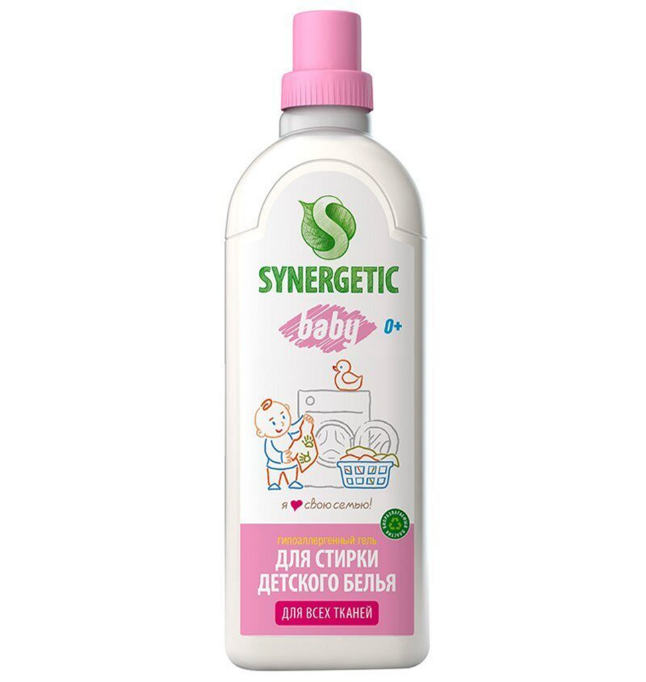 SYNERGETIC
baby 0+
я ❤ свою семью!
гипоаллергенный гель
ДЛЯ СТИРКИ
ДЕТСКОГО БЕЛЬЯ
ДЛЯ ВСЕХ ТКАНЕЙ